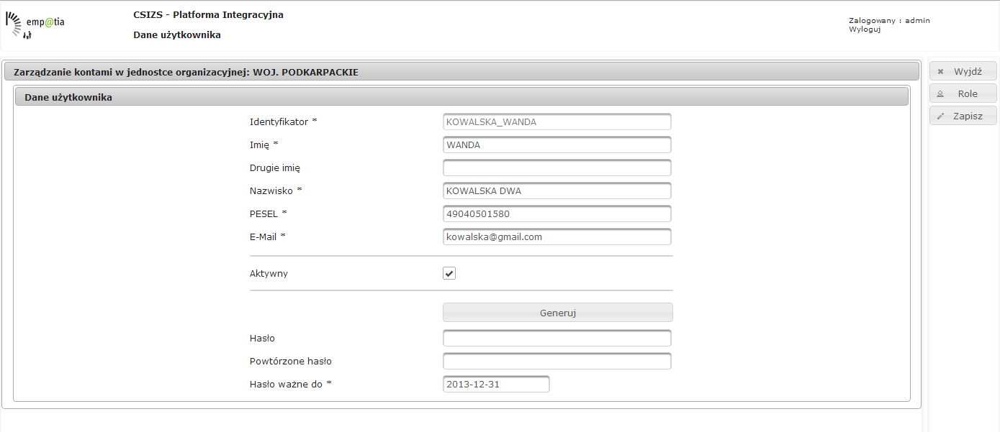 emp@tia
CSIZS - Platforma Integracyjna
Dane użytkownika
Zalogowany : admin
Wyloguj
Zarządzanie kontami w jednostce organizacyjnej: WOJ. PODKARPACKIE
Dane użytkownika
Identyfikator * KOWALSKA_WANDA
Imię * WANDA
Drugie imię
Nazwisko * KOWALSKA DWA
PESEL * 49040501580
E-Mail * kowalska@gmail.com
Aktywny
Generuj
Hasło
Powtórzone hasło
Hasło ważne do * 2013-12-31
Wyjdź
Role
Zapisz